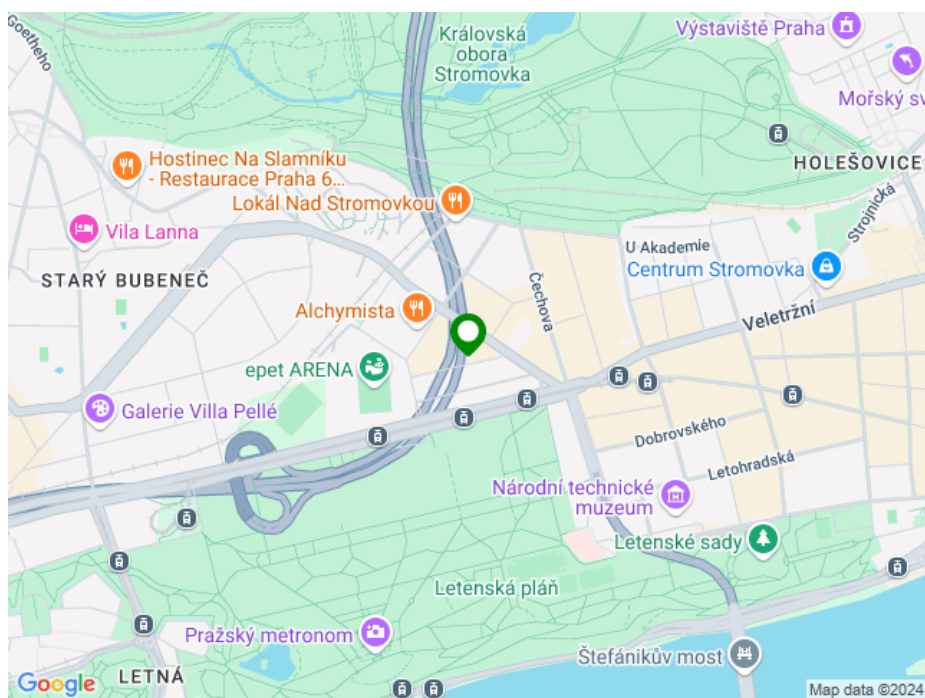 Goetheho
Královská
obora
Stromovka
Výstaviště Praha
Mořský sv
HOLEŠOVICE
Hostinec Na Slamníku
- Restaurace Praha 6...
Lokál Nad Stromovkou
Strojnická
Vila Lanna
U Akademie
Centrum Stromovka
STARÝ BUBENEČ
Čechova
Alchymista
Veletržní
epet ARENA
Galerie Villa Pellé
Dobrovského
Letohradská
Národní technické
muzeum
Letenské sady
Letenská pláň
Pražský metronom
Štefánikův most
LETNÁ
Google
Map data ©2024